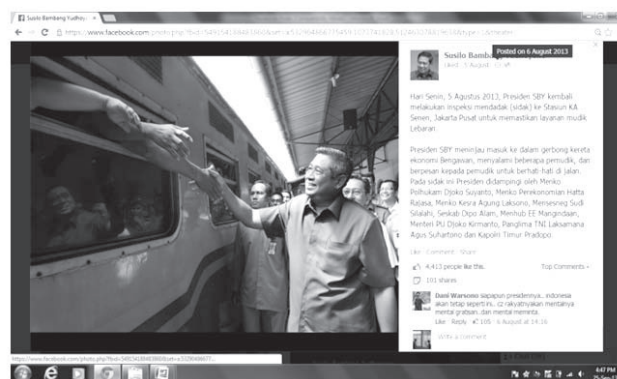 Susilo Bambang Yudhoyo
https://www.facebook.com/photo.php?
Susilo Bamba
Posted on 6 August 2013
Hari Senin, 5 Agustus 2013, Presiden SBY kembali
melakukan inspeksi mendadak (sidak) ke Stasiun KA
Senen, Jakarta Pusat untuk memastikan layanan mudik
Lebaran.
Presiden SBY meninjau masuk ke dalam gerbong kereta
ekonomi Bengawan, menyalami beberapa pemudik, dan
berpesan kepada pemudik untuk berhati-hati di jalan.
Pada sidak ini Presiden didampingi oleh Menko
Polhukam Djoko Suyanto, Menko Perekonomian Hatta
Rajasa, Menko Kesra Agung Laksono, Mensesneg Sudi
Silalahi, Seskab Dipo Alam, Menhub EE Mangindaan,
Menteri PU Djoko Kirmanto, Panglima TNI Laksamana
Agus Suhartono dan Kapolri Timur Pradopo.
Like · Comment · Share
4,413 people like this.
Top Comments
101 shares
Dani Warsono siapapun presidennya.. indonesia
akan tetap seperti ini.. cz rakyatnyakan mentalnya
mental gratisan.. dan mental meminta.
Like · Reply · 105 · 6 August at 14:16
Write a comment
4:47 PM